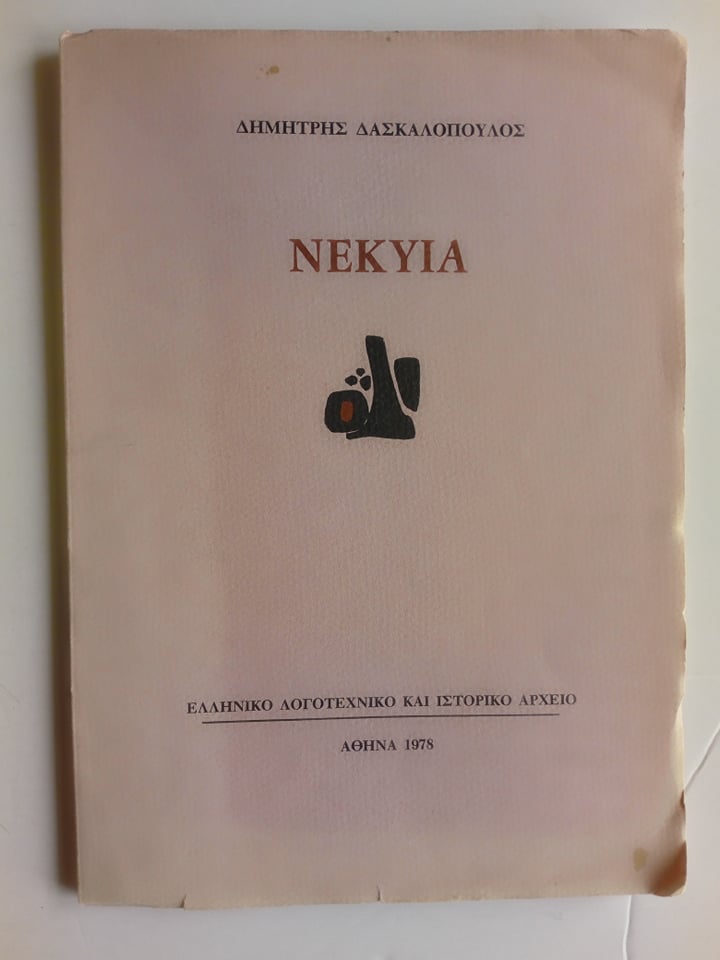 ΔΗΜΗΤΡΗΣ ΔΑΣΚΑΛΟΠΟΥΛΟΣ
ΝΕΚΥΙΑ
ΕΛΛΗΝΙΚΟ ΛΟΓΟΤΕΧΝΙΚΟ ΚΑΙ ΙΣΤΟΡΙΚΟ ΑΡΧΕΙΟ
ΑΘΗΝΑ 1978